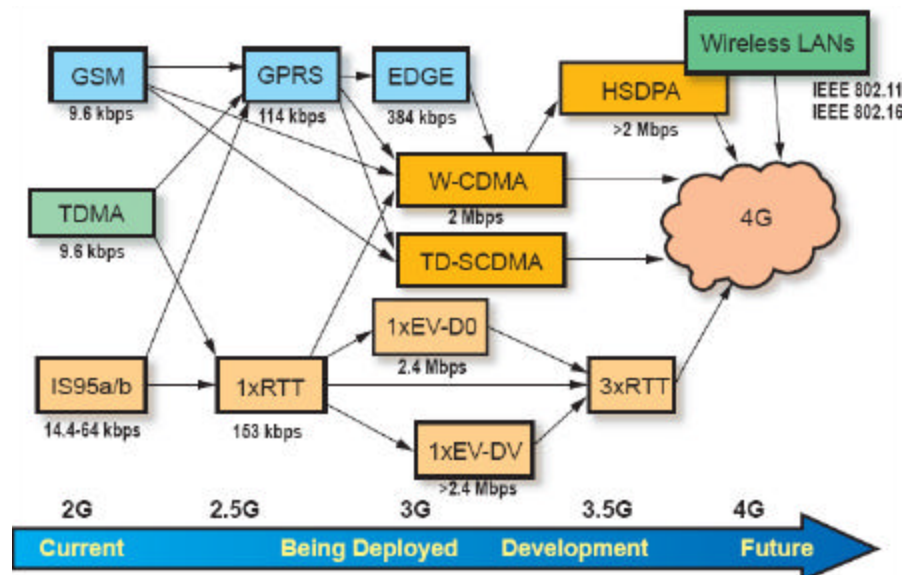 Wireless LANs
GSM
GPRS
EDGE
HSDPA
IEEE 802.11
IEEE 802.16
9.6 kbps
114 kbps
384 kbps
>2 Mbps
W-CDMA
2 Mbps
TDMA
9.6 kbps
4G
TD-SCDMA
1xEV-D0
2.4 Mbps
IS95a/b
1xRTT
3xRTT
14.4-64 kbps
153 kbps
1xEV-DV
>2.4 Mbps
2G
2.5G
3G
3.5G
4G
Current
Being Deployed
Development
Future